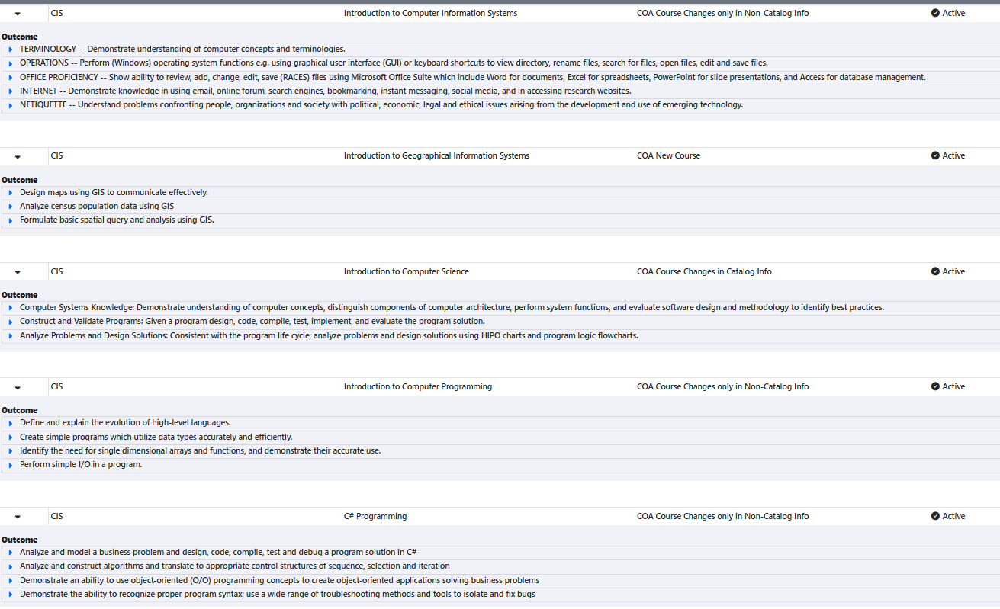 CIS Introduction to Computer Information Systems COA Course Changes only in Non-Catalog Info Active
Outcome
TERMINOLOGY -- Demonstrate understanding of computer concepts and terminologies.
OPERATIONS -- Perform (Windows) operating system functions e.g. using graphical user interface (GUI) or keyboard shortcuts to view directory, rename files, search for files, open files, edit and save files.
OFFICE PROFICIENCY -- Show ability to review, add, change, edit, save (RACES) files using Microsoft Office Suite which include Word for documents, Excel for spreadsheets, PowerPoint for slide presentations, and Access for database management.
INTERNET -- Demonstrate knowledge in using email, online forum, search engines, bookmarking, instant messaging, social media, and in accessing research websites.
NETIQUETTE -- Understand problems confronting people, organizations and society with political, economic, legal and ethical issues arising from the development and use of emerging technology.
CIS Introduction to Geographical Information Systems COA New Course Active
Outcome
Design maps using GIS to communicate effectively.
Analyze census population data using GIS
Formulate basic spatial query and analysis using GIS.
CIS Introduction to Computer Science COA Course Changes in Catalog Info Active
Outcome
Computer Systems Knowledge: Demonstrate understanding of computer concepts, distinguish components of computer architecture, perform system functions, and evaluate software design and methodology to identify best practices.
Construct and Validate Programs: Given a program design, code, compile, test, implement, and evaluate the program solution.
Analyze Problems and Design Solutions: Consistent with the program life cycle, analyze problems and design solutions using HIPO charts and program logic flowcharts.
CIS Introduction to Computer Programming COA Course Changes only in Non-Catalog Info Active
Outcome
Define and explain the evolution of high-level languages.
Create simple programs which utilize data types accurately and efficiently.
Identify the need for single dimensional arrays and functions, and demonstrate their accurate use.
Perform simple I/O in a program.
CIS C# Programming COA Course Changes only in Non-Catalog Info Active
Outcome
Analyze and model a business problem and design, code, compile, test and debug a program solution in C#
Analyze and construct algorithms and translate to appropriate control structures of sequence, selection and iteration
Demonstrate an ability to use object-oriented (O/O) programming concepts to create object-oriented applications solving business problems
Demonstrate the ability to recognize proper program syntax; use a wide range of troubleshooting methods and tools to isolate and fix bugs